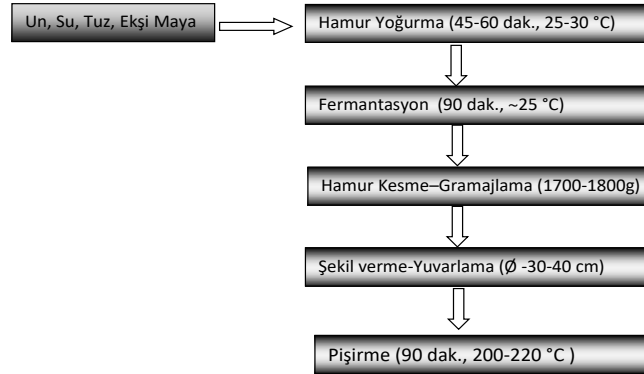 Un, Su, Tuz, Ekşi Maya
Hamur Yoğurma (45-60 dak., 25-30 °C)
Fermantasyon (90 dak., ~25 °C)
Hamur Kesme–Gramajlama (1700-1800g)
Şekil verme-Yuvarlama (Ø -30-40 cm)
Pişirme (90 dak., 200-220 °C )